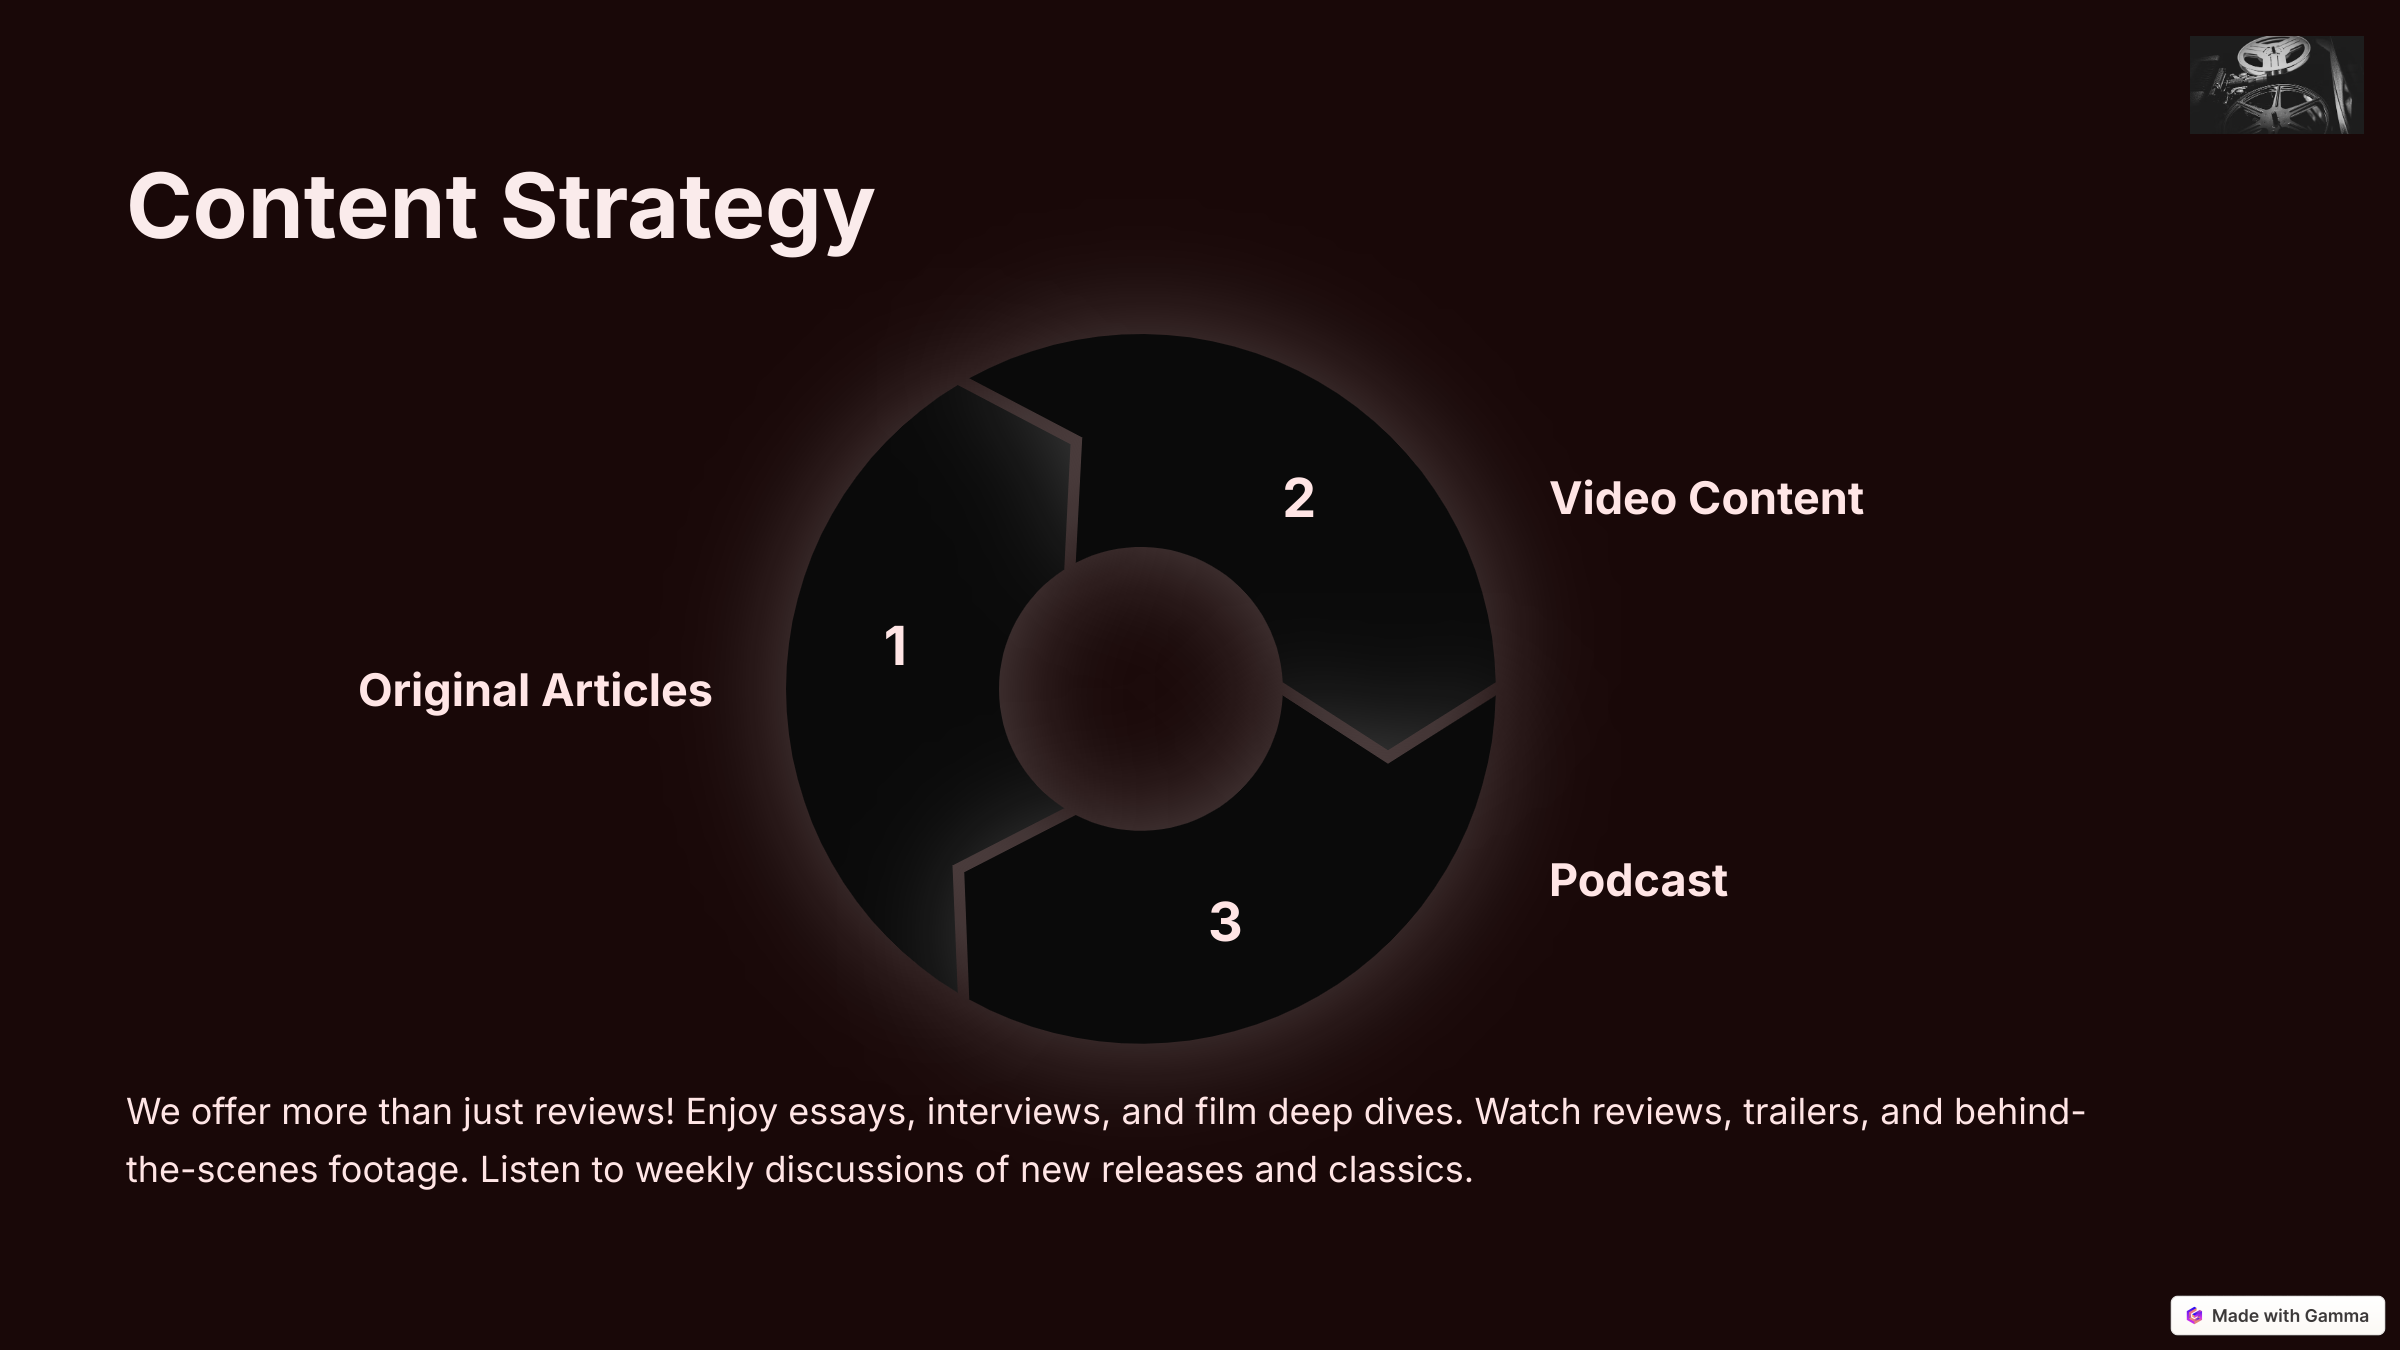 Content Strategy
1
Original Articles
2
Video Content
3
Podcast
We offer more than just reviews! Enjoy essays, interviews, and film deep dives. Watch reviews, trailers, and behind-
the-scenes footage. Listen to weekly discussions of new releases and classics.
Made with Gamma